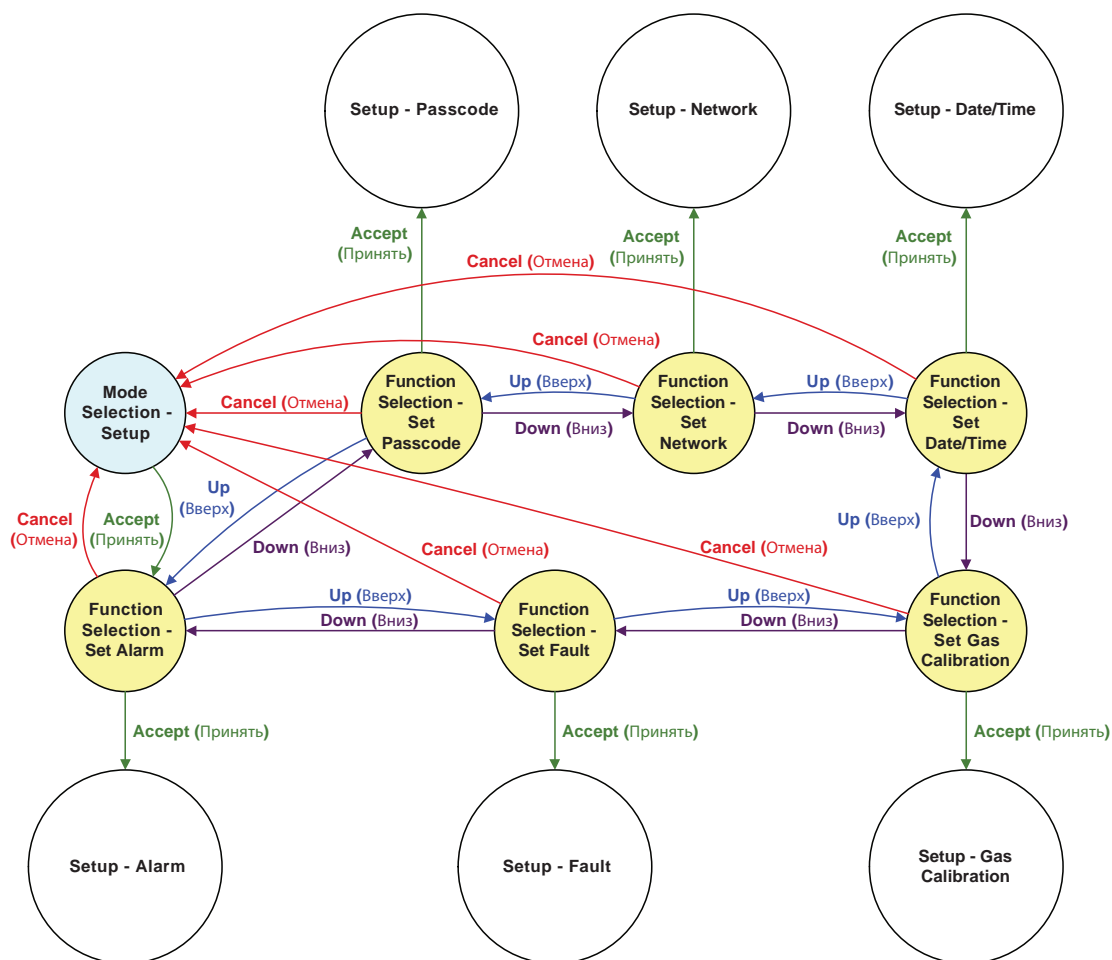 Setup - Passcode
Setup - Network
Setup - Date/Time
Accept
(Принять)
Accept
(Принять)
Accept
(Принять)
Cancel (Отмена)
Cancel (Отмена)
Mode
Selection -
Setup
Cancel (Отмена)
Function
Selection -
Set
Passcode
Up (Вверх)
Down (Вниз)
Function
Selection -
Set
Network
Up (Вверх)
Down (Вниз)
Function
Selection -
Set
Date/Time
Cancel
(Отмена)
Accept
(Принять)
Up
(Вверх)
Down (Вниз)
Cancel (Отмена)
Cancel (Отмена)
Up (Вверх)
Down (Вниз)
Function
Selection -
Set Alarm
Up (Вверх)
Down (Вниз)
Function
Selection -
Set Fault
Up (Вверх)
Down (Вниз)
Function
Selection -
Set Gas
Calibration
Accept (Принять)
Accept (Принять)
Accept (Принять)
Setup - Alarm
Setup - Fault
Setup - Gas
Calibration